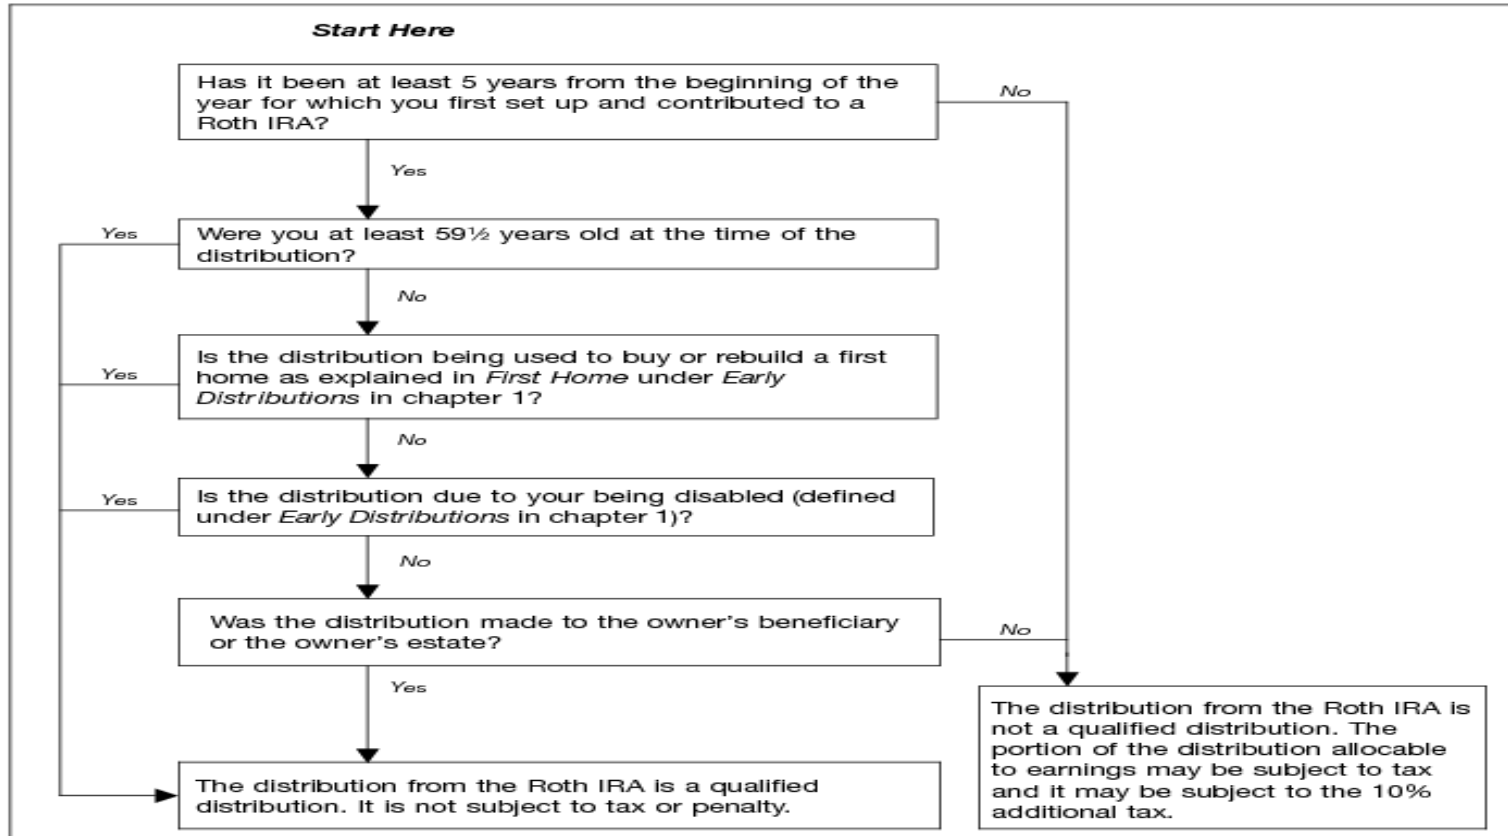 Start Here
Has it been at least 5 years from the beginning of the
year for which you first set up and contributed to a
Roth IRA?
No
Yes
Yes
Were you at least 59½ years old at the time of the
distribution?
No
Is the distribution being used to buy or rebuild a first
home as explained in First Home under Early
Distributions in chapter 1?
Yes
No
Is the distribution due to your being disabled (defined
under Early Distributions in chapter 1)?
Yes
No
Was the distribution made to the owner's beneficiary
or the owner's estate?
No
Yes
The distribution from the Roth IRA is
not a qualified distribution. The
portion of the distribution allocable
to earnings may be subject to tax
and it may be subject to the 10%
additional tax.
The distribution from the Roth IRA is a qualified
distribution. It is not subject to tax or penalty.